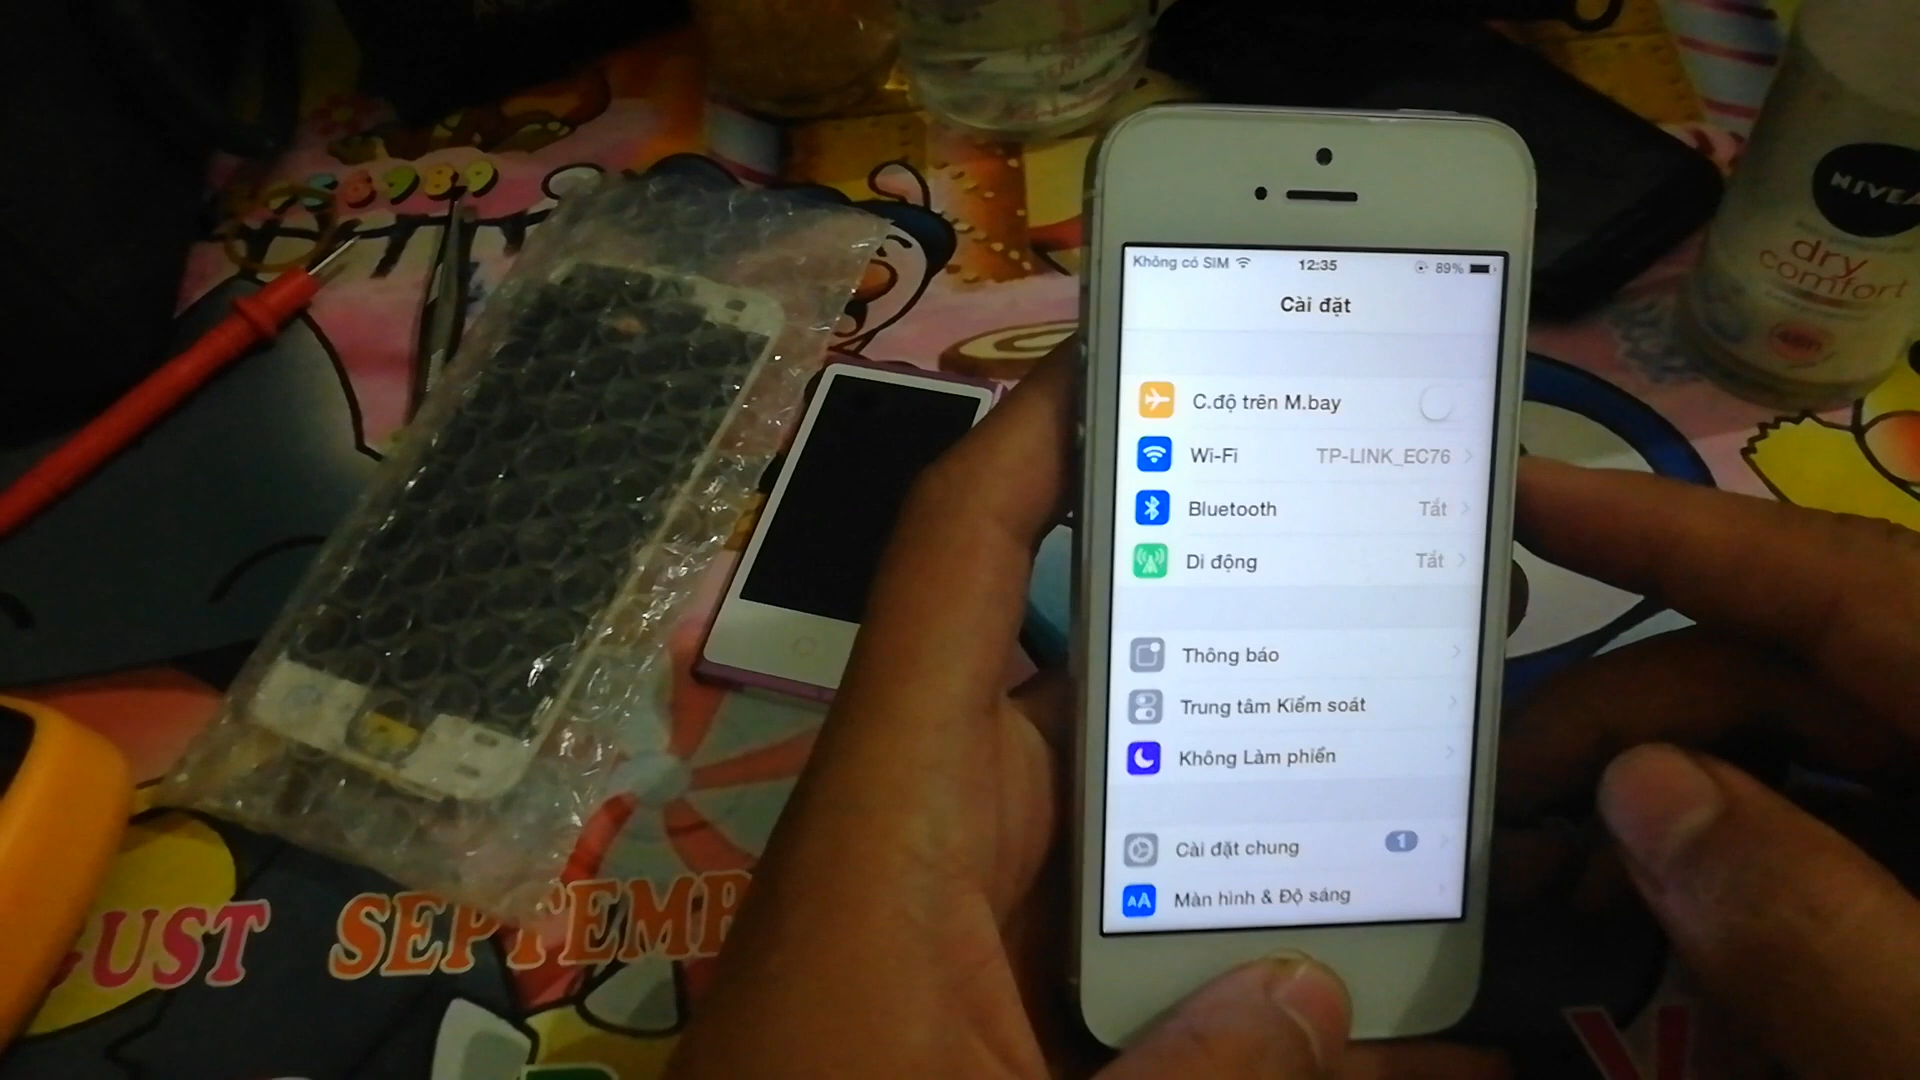 Không có SIM 12:35 89%
Cài đặt
C.độ trên M.bay
Wi-Fi TP-LINK_EC76
Bluetooth Tắt
Di động Tắt
Thông báo
Trung tâm Kiểm soát
Không Làm phiền
Cài đặt chung 1
Màn hình & Độ sáng
NIVEA
dry
comfort
6989
GUST SEPTEMB